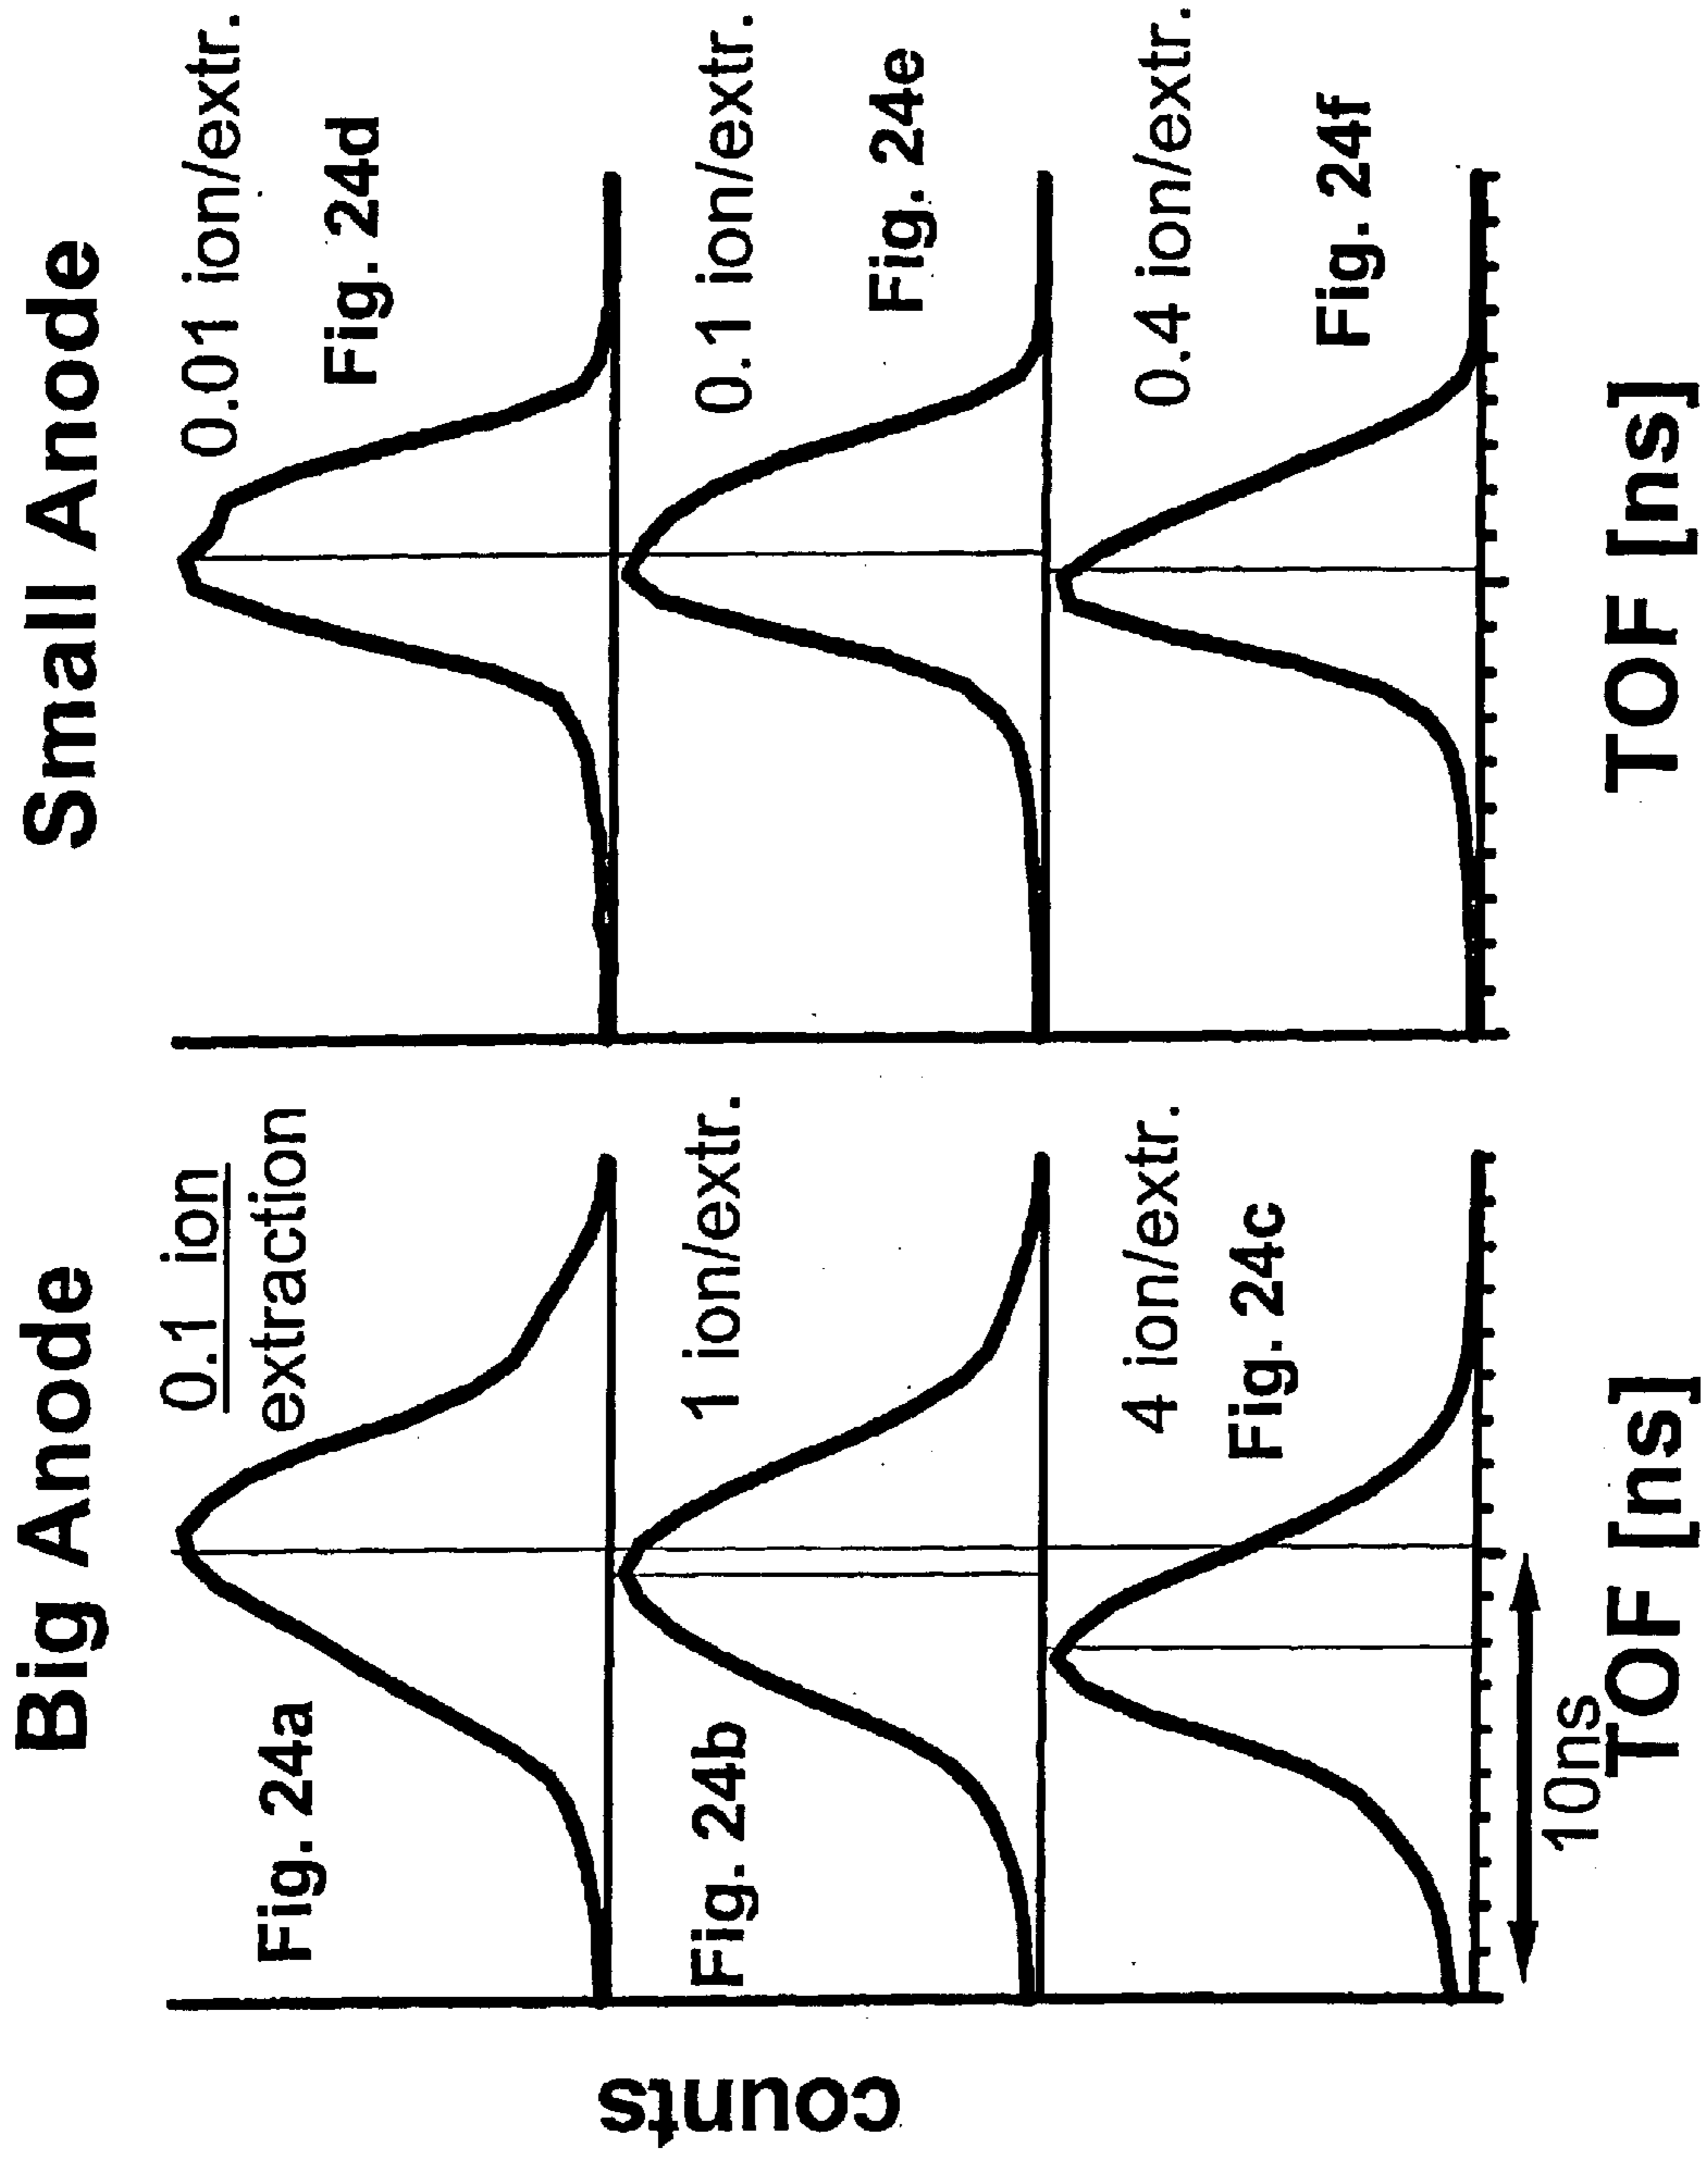 Big Anode
Small Anode
0.1 ion
extraction
Fig. 24a
0.01 ion/extr.
Fig. 24d
1 ion/extr.
Fig. 24b
0.1 ion/extr.
Fig. 24e
4 ion/extr.
Fig. 24c
0.4 ion/extr.
Fig. 24f
counts
10ns
TOF [ns]
TOF [ns]